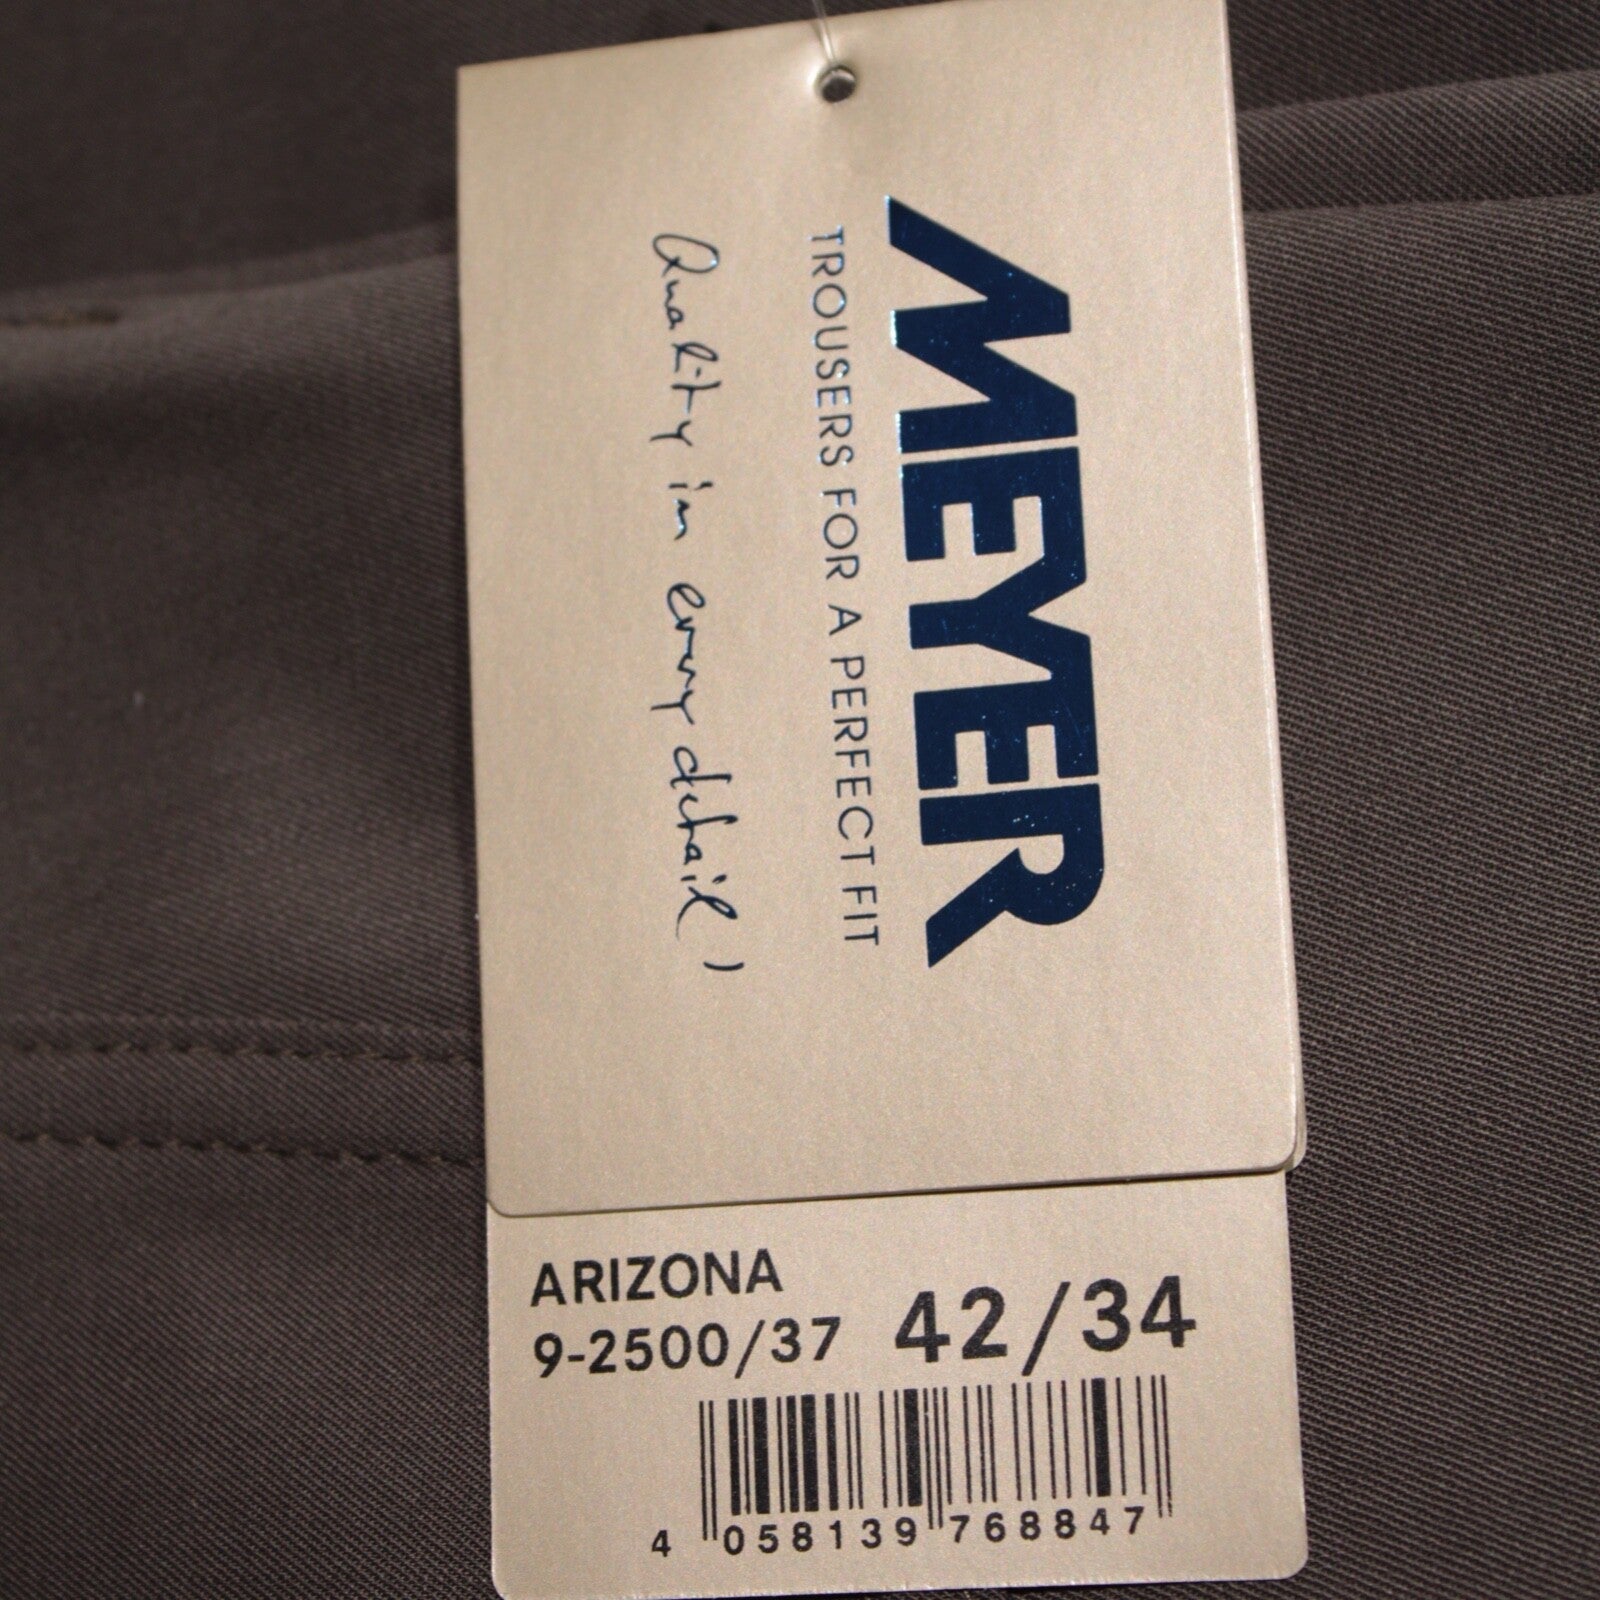 MEYER
TROUSERS FOR A PERFECT FIT
Quality in every detail
ARIZONA
9-2500/37 42/34
4 058139 768847